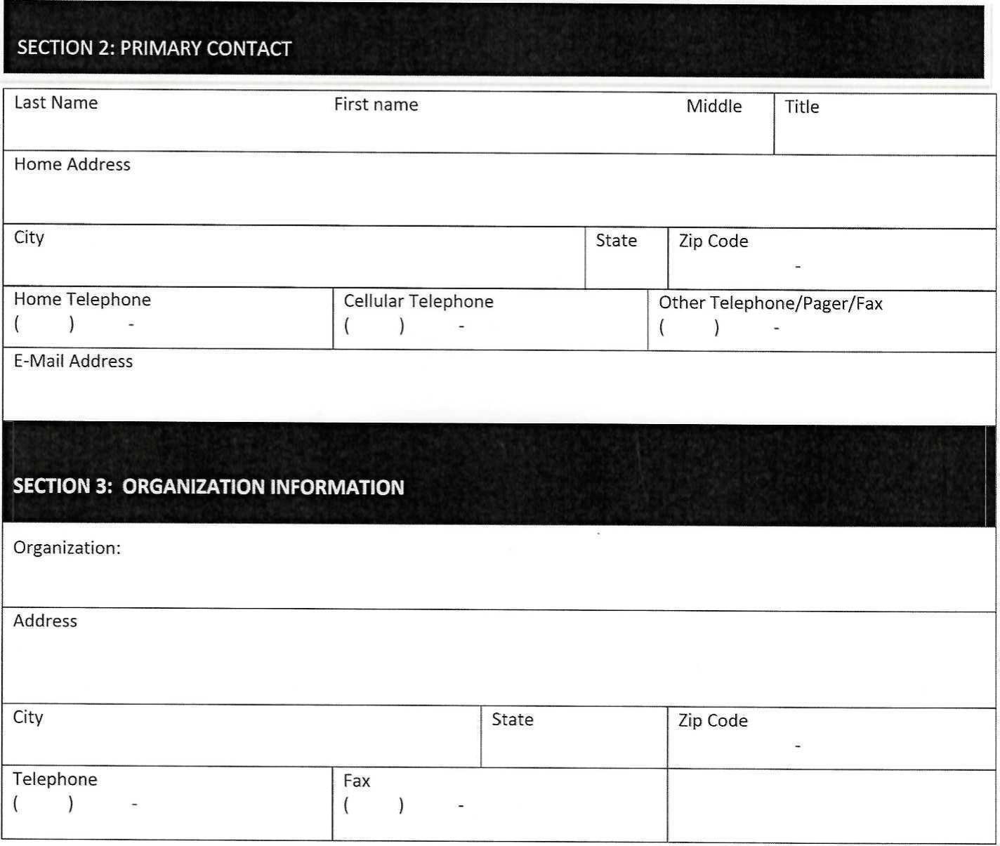 SECTION 2: PRIMARY CONTACT
Last Name First name Middle Title
Home Address
City State Zip Code
-
Home Telephone Cellular Telephone Other Telephone/Pager/Fax
( ) - ( ) - ( ) -
E-Mail Address
SECTION 3: ORGANIZATION INFORMATION
Organization:
Address
City State Zip Code
-
Telephone Fax
( ) - ( ) -